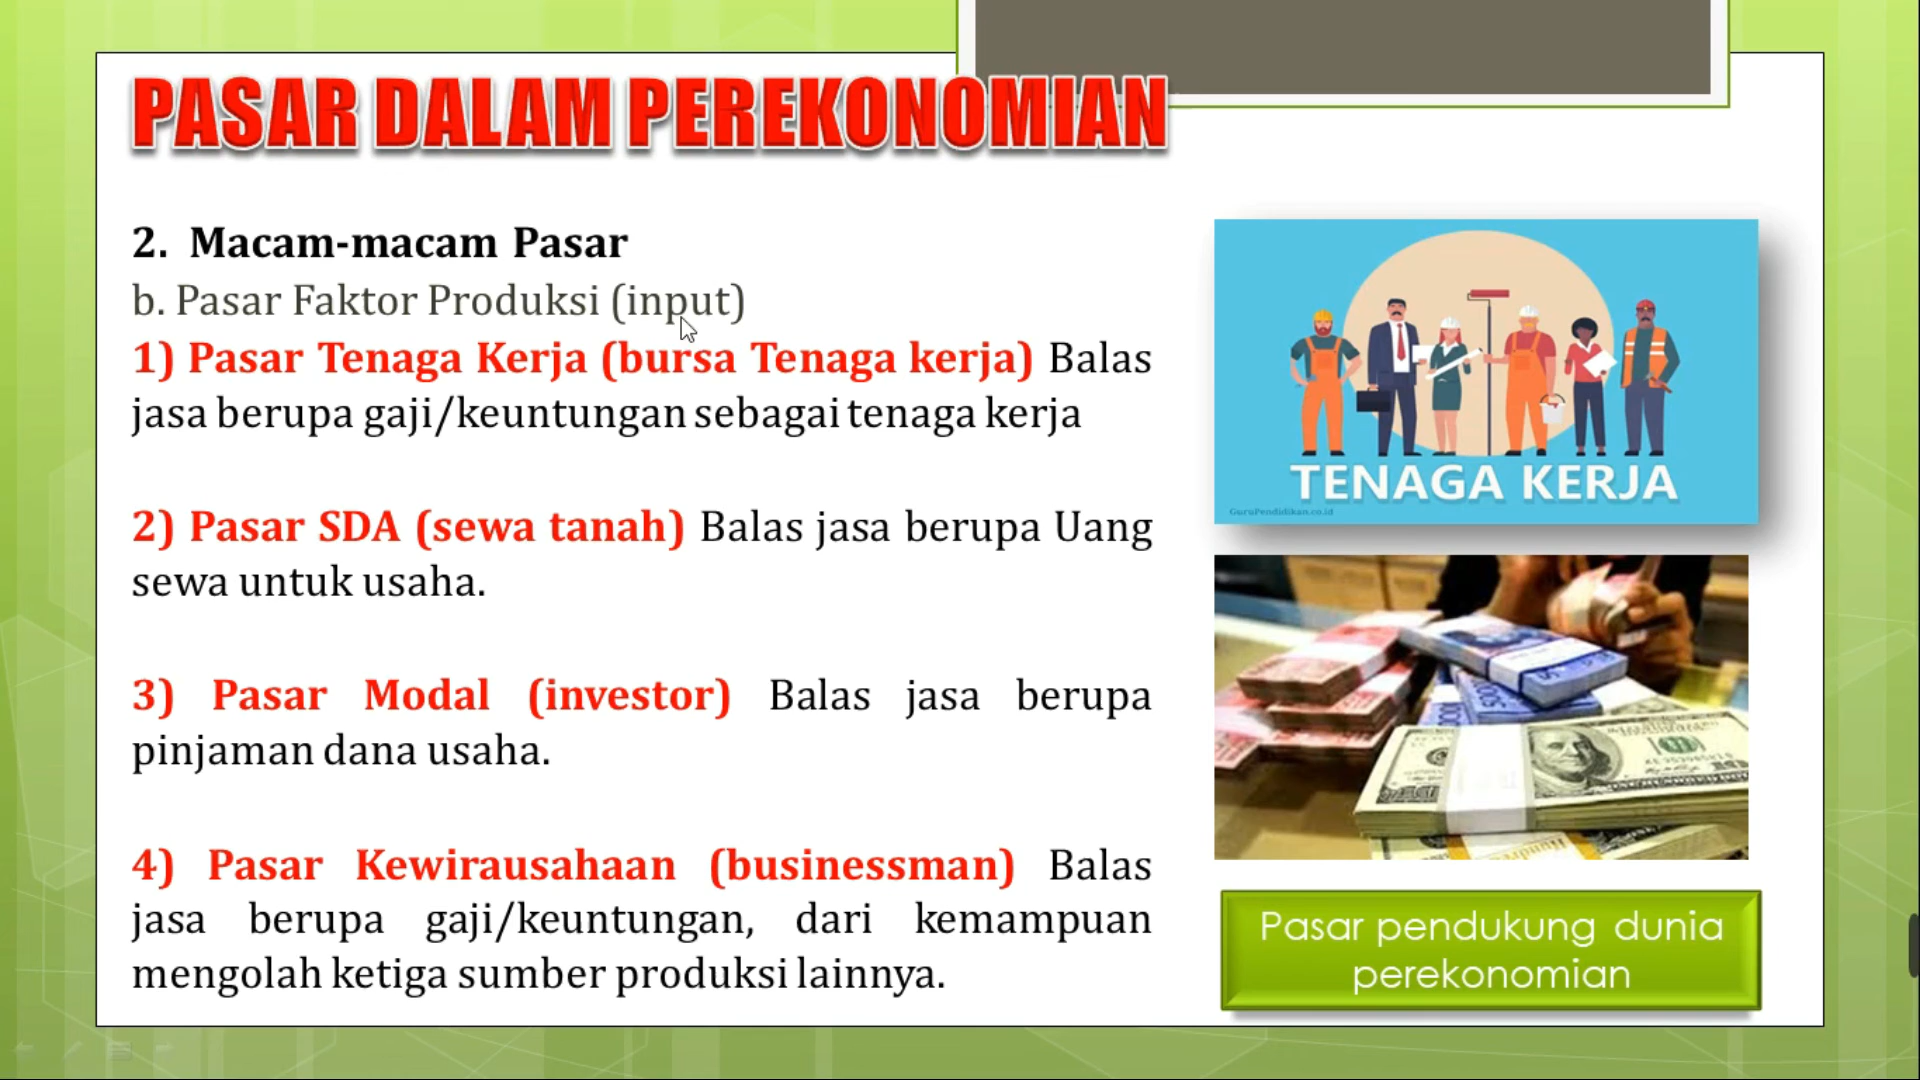 PASAR DALAM PEREKONOMIAN
2. Macam-macam Pasar
b. Pasar Faktor Produksi (input)
1) Pasar Tenaga Kerja (bursa Tenaga kerja) Balas
jasa berupa gaji/keuntungan sebagai tenaga kerja
2) Pasar SDA (sewa tanah) Balas jasa berupa Uang
sewa untuk usaha.
3) Pasar Modal (investor) Balas jasa berupa
pinjaman dana usaha.
4) Pasar Kewirausahaan (businessman) Balas
jasa berupa gaji/keuntungan, dari kemampuan
mengolah ketiga sumber produksi lainnya.
TENAGA KERJA
GuruPendidikan.co.id
Pasar pendukung dunia
perekonomian